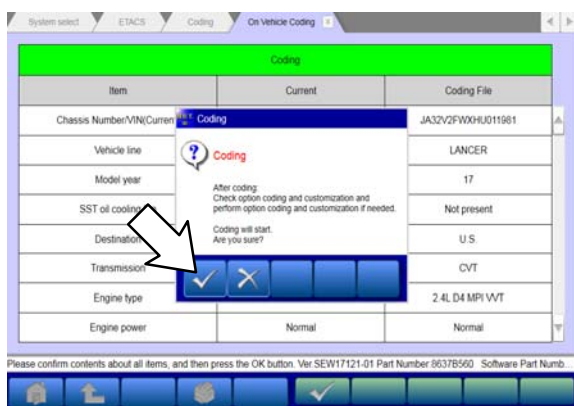 System select ETACS Coding On Vehicle Coding
Coding
Item Current Coding File
Chassis Number/VIN(Curren JA32V2FWXHU011981
Vehicle line LANCER
Model year 17
SST oil cooling Not present
Destination U.S.
Transmission CVT
Engine type 2.4L D4 MPI VVT
Engine power Normal Normal
Coding
Coding
After coding:
Check option coding and customization and
perform option coding and customization if needed.
Coding will start.
Are you sure?
Please confirm contents about all items, and then press the OK button. Ver.SEW17121-01 Part Number:8637B560 Software Part Numb